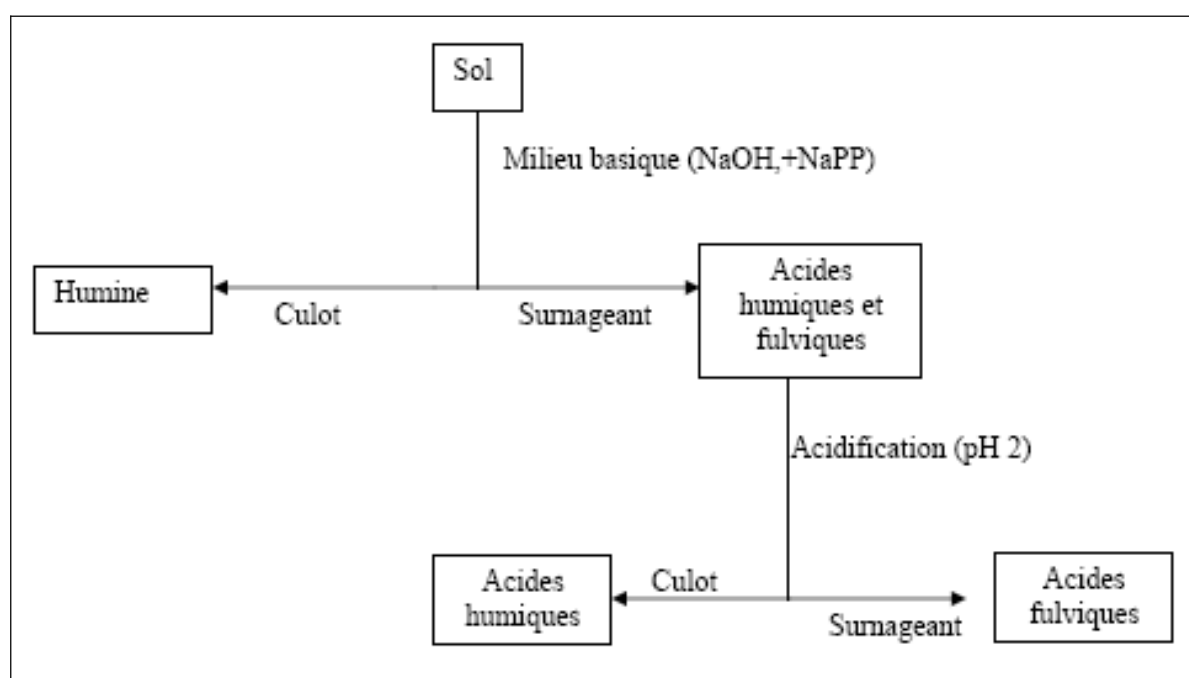 Sol
Milieu basique (NaOH,+NaPP)
Humine
Culot
Surnageant
Acides
humiques et
fulviques
Acidification (pH 2)
Acides
humiques
Culot
Surnageant
Acides
fulviques